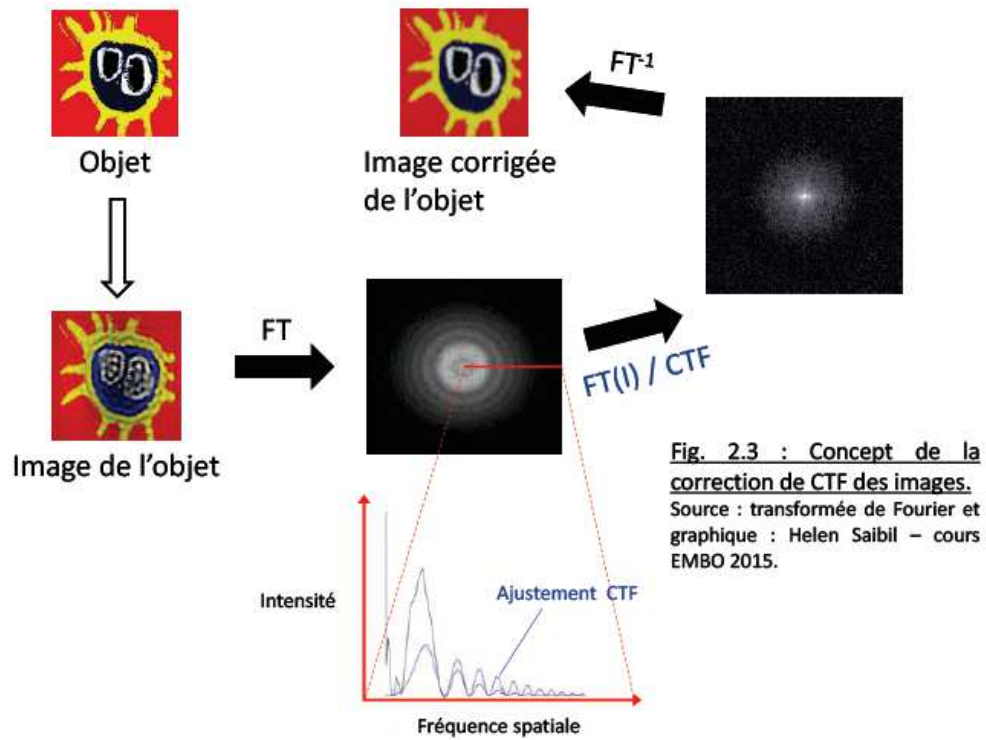 Objet
Image corrigée
de l'objet
FT⁻¹
FT
FT(I) / CTF
Image de l'objet
Fig. 2.3 : Concept de la
correction de CTF des images.
Source : transformée de Fourier et
graphique : Helen Saibil – cours
EMBO 2015.
Intensité
Ajustement CTF
Fréquence spatiale